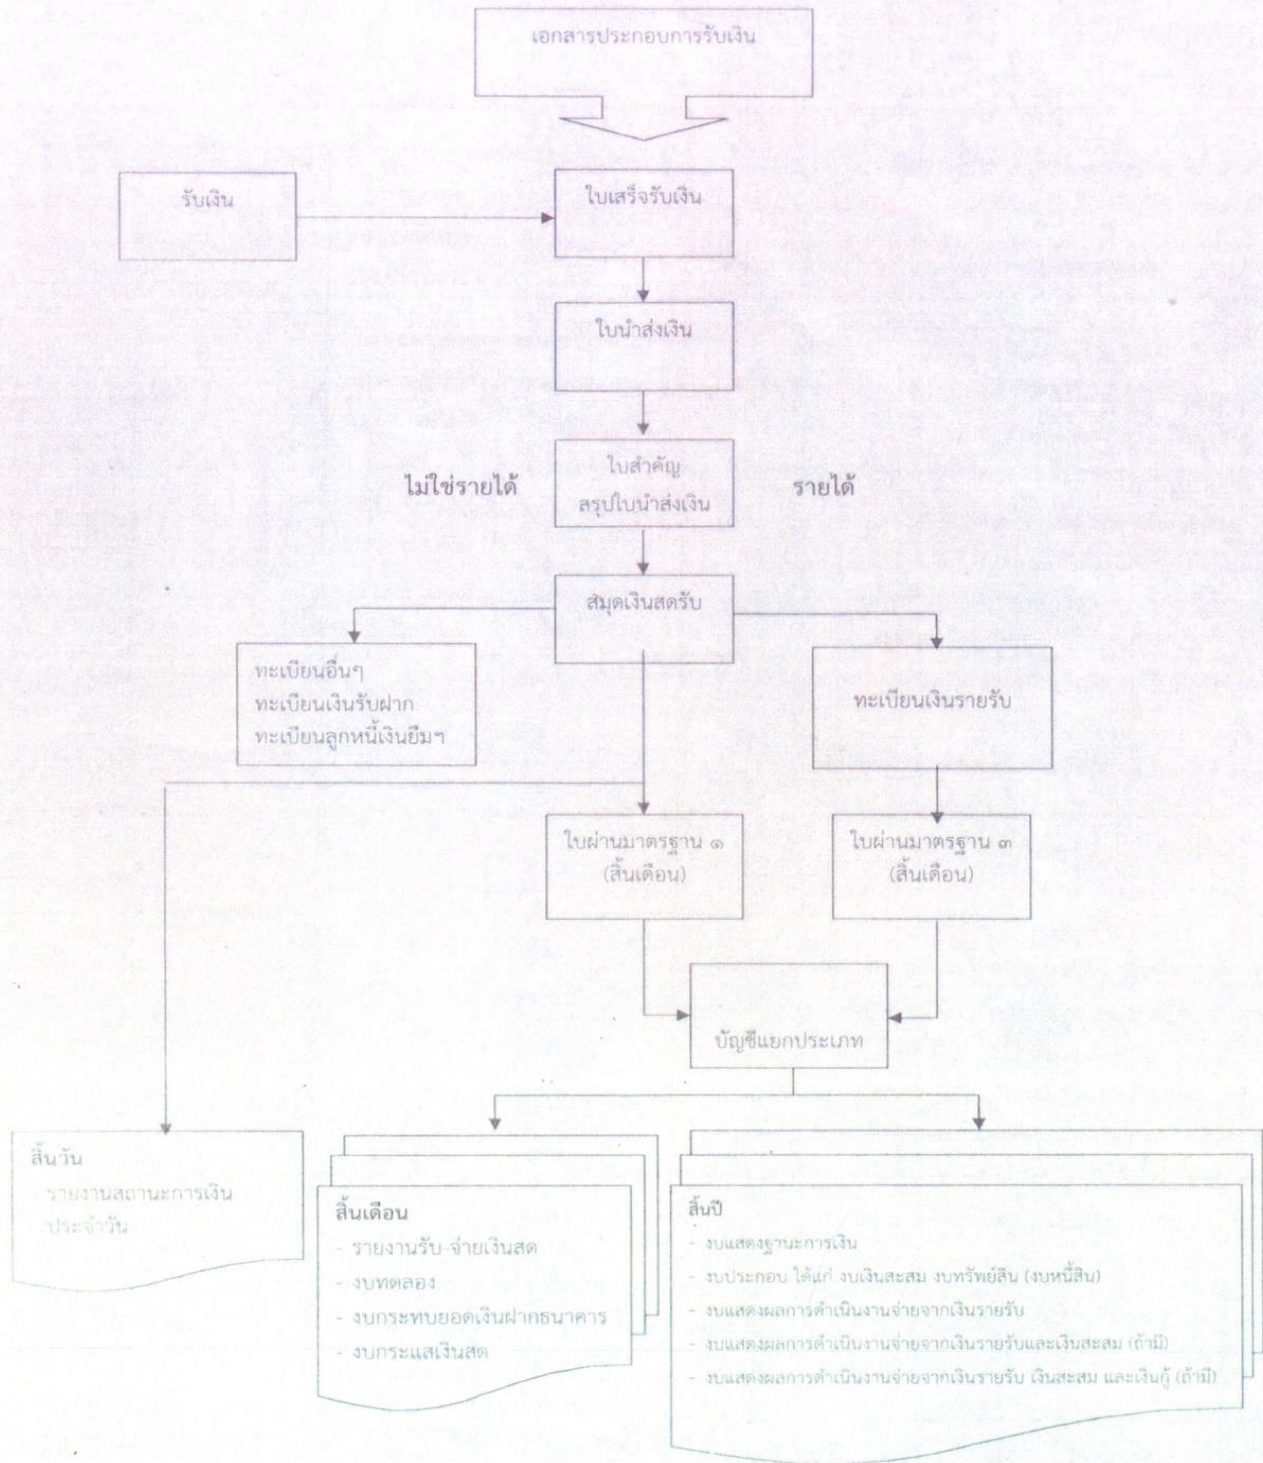 เอกสารประกอบการรับเงิน
รับเงิน
ใบเสร็จรับเงิน
ใบนำส่งเงิน
ไม่ใช่รายได้
ใบสำคัญ
สรุปใบนำส่งเงิน
รายได้
สมุดเงินสดรับ
ทะเบียนอื่นๆ
ทะเบียนเงินรับฝาก
ทะเบียนลูกหนี้เงินยืมฯ
ทะเบียนเงินรายรับ
ใบผ่านมาตรฐาน ๑
(สิ้นเดือน)
ใบผ่านมาตรฐาน ๓
(สิ้นเดือน)
บัญชีแยกประเภท
สิ้นวัน
- รายงานสถานะการเงิน
ประจำวัน
สิ้นเดือน
- รายงานรับ-จ่ายเงินสด
- งบทดลอง
- งบกระทบยอดเงินฝากธนาคาร
- งบกระแสเงินสด
สิ้นปี
- งบแสดงฐานะการเงิน
- งบประกอบ ได้แก่ งบเงินสะสม งบทรัพย์สิน (งบหนี้สิน)
- งบแสดงผลการดำเนินงานจ่ายจากเงินรายรับ
- งบแสดงผลการดำเนินงานจ่ายจากเงินรายรับและเงินสะสม (ถ้ามี)
- งบแสดงผลการดำเนินงานจ่ายจากเงินรายรับ เงินสะสม และเงินกู้ (ถ้ามี)